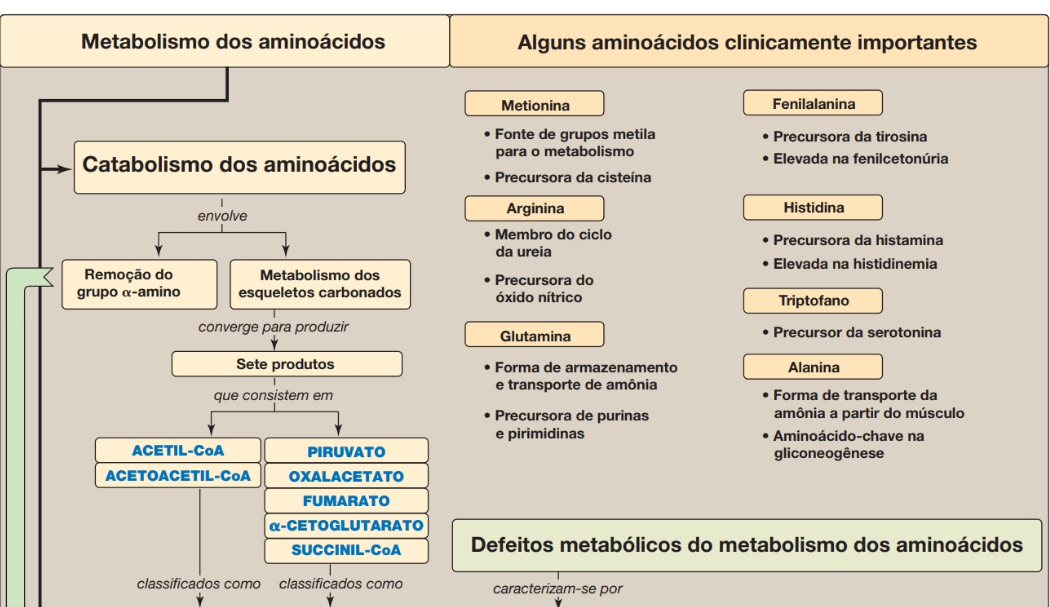 Metabolismo dos aminoácidos
Catabolismo dos aminoácidos
envolve
Remoção do
grupo α-amino
Metabolismo dos
esqueletos carbonados
converge para produzir
Sete produtos
que consistem em
ACETIL-CoA
ACETOACETIL-CoA
PIRUVATO
OXALACETATO
FUMARATO
α-CETOGLUTARATO
SUCCINIL-CoA
classificados como
classificados como
Alguns aminoácidos clinicamente importantes
Metionina
• Fonte de grupos metila
para o metabolismo
• Precursora da cisteína
Arginina
• Membro do ciclo
da ureia
• Precursora do
óxido nítrico
Glutamina
• Forma de armazenamento
e transporte de amônia
• Precursora de purinas
e pirimidinas
Fenilalanina
• Precursora da tirosina
• Elevada na fenilcetonúria
Histidina
• Precursora da histamina
• Elevada na histidinemia
Triptofano
• Precursor da serotonina
Alanina
• Forma de transporte da
amônia a partir do músculo
• Aminoácido-chave na
gliconeogênese
Defeitos metabólicos do metabolismo dos aminoácidos
caracterizam-se por